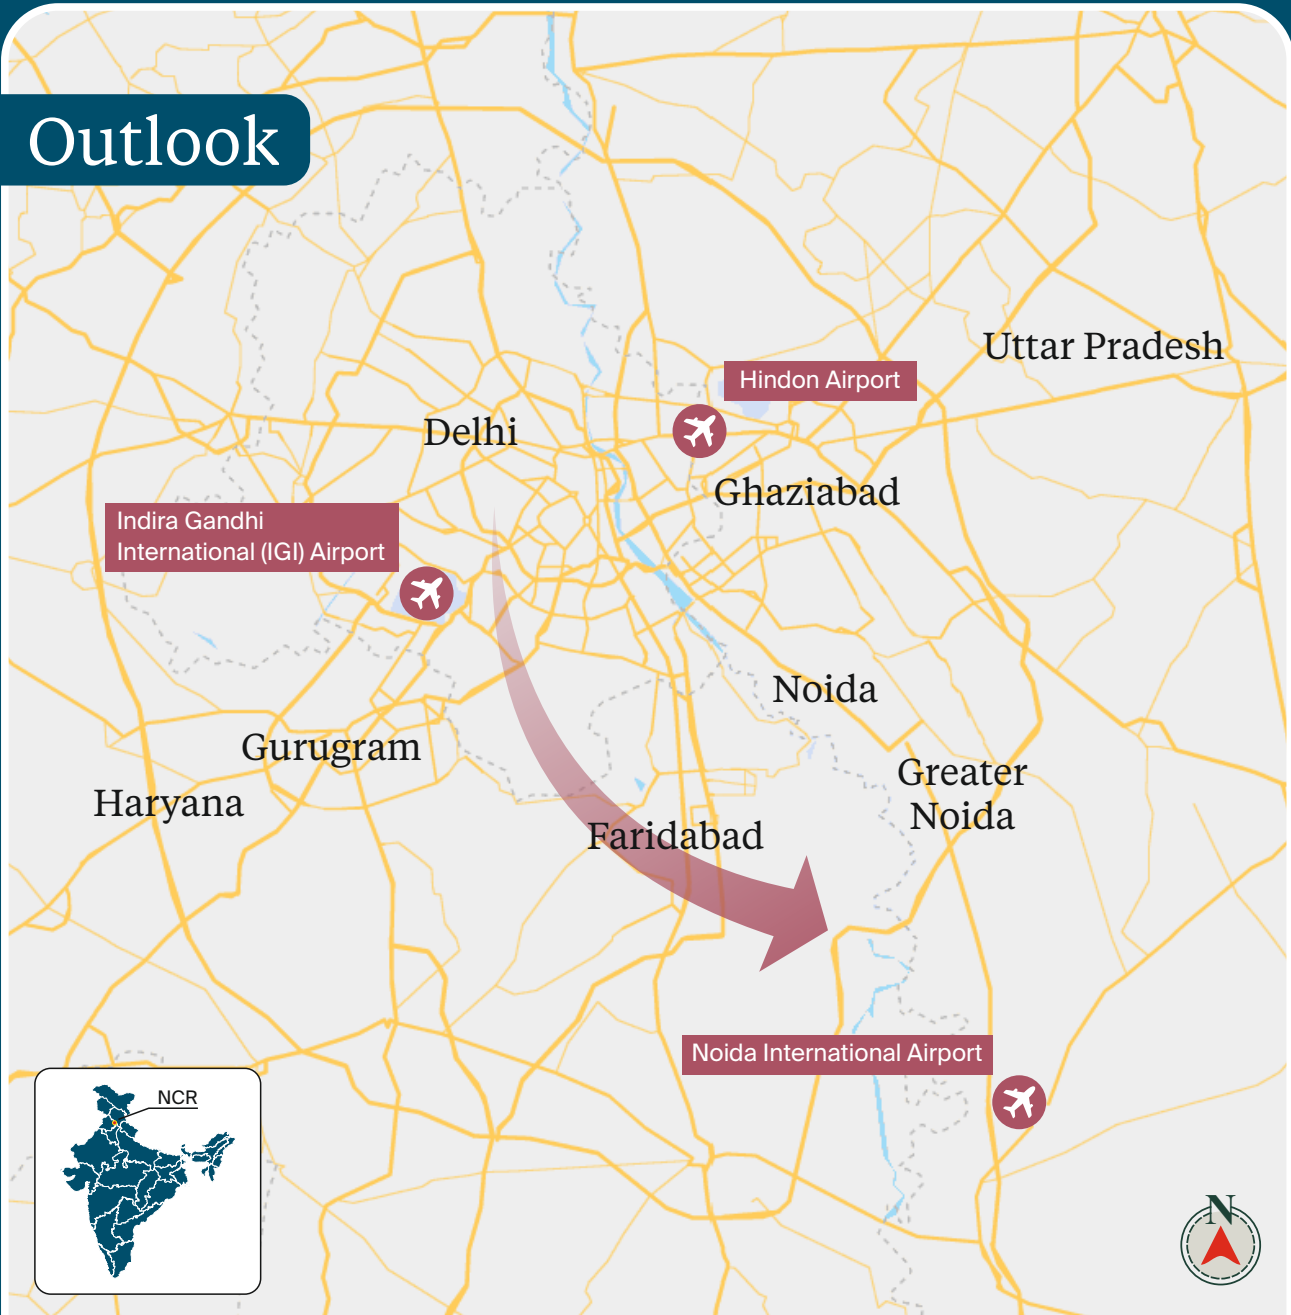 Outlook
Uttar Pradesh
Hindon Airport
Delhi
Ghaziabad
Indira Gandhi
International (IGI) Airport
Noida
Gurugram
Greater
Noida
Haryana
Faridabad
Noida International Airport
NCR
N